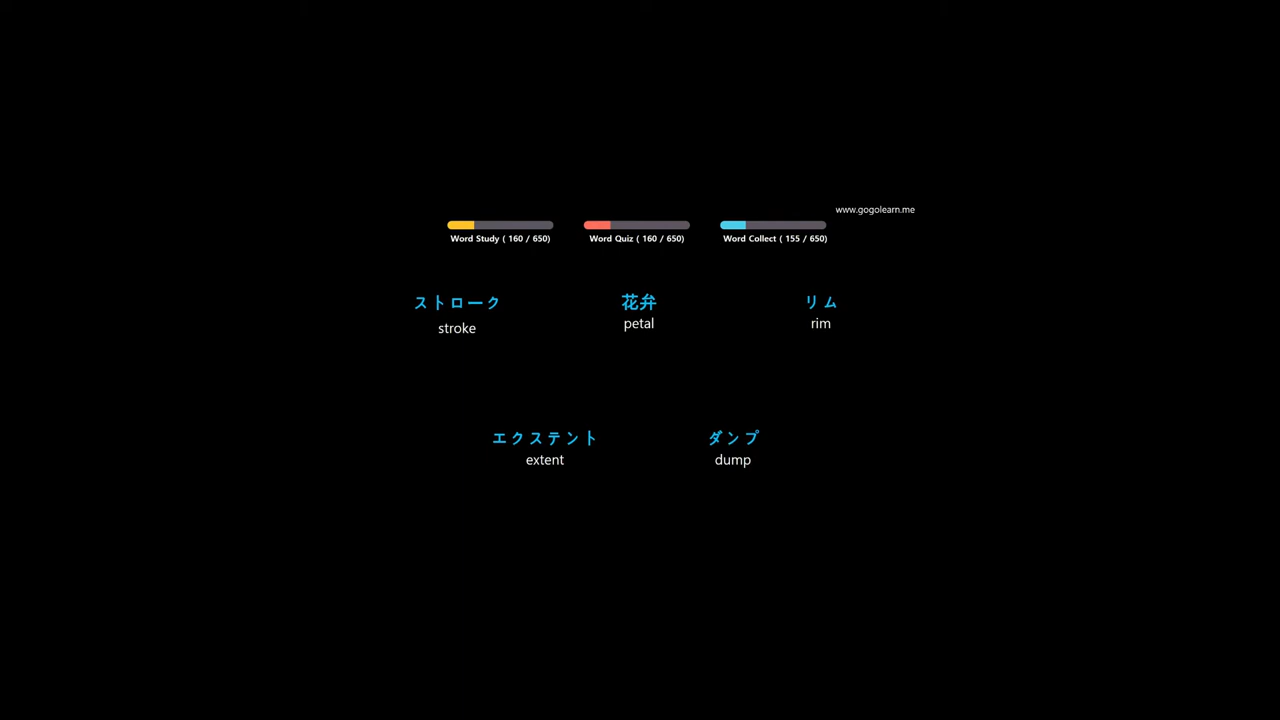 www.gogolearn.me
Word Study ( 160 / 650)
Word Quiz ( 160 / 650)
Word Collect ( 155 / 650)
ストローク
stroke
花弁
petal
リム
rim
エクステント
extent
ダンプ
dump